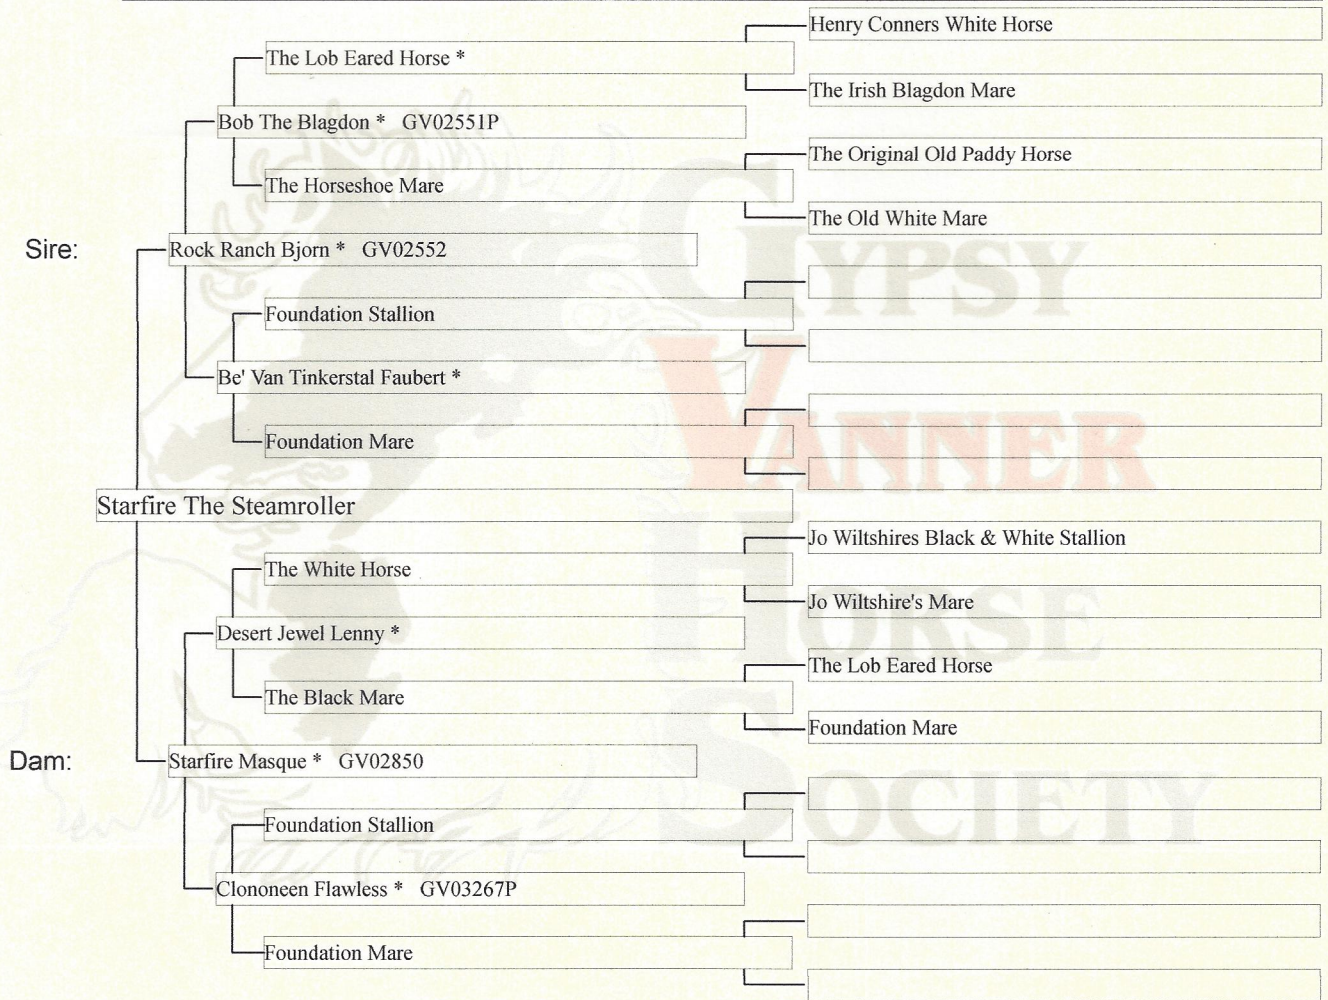 Henry Conners White Horse
The Lob Eared Horse *
The Irish Blagdon Mare
Bob The Blagdon * GV02551P
The Original Old Paddy Horse
The Horseshoe Mare
The Old White Mare
Sire:
Rock Ranch Bjorn * GV02552
Foundation Stallion
Be' Van Tinkerstal Faubert *
Foundation Mare
Starfire The Steamroller
Jo Wiltshires Black & White Stallion
The White Horse
Jo Wiltshire's Mare
Desert Jewel Lenny *
The Lob Eared Horse
The Black Mare
Foundation Mare
Dam:
Starfire Masque * GV02850
Foundation Stallion
Clononeen Flawless * GV03267P
Foundation Mare
GYPSY
VANNER
HORSE
SOCIETY